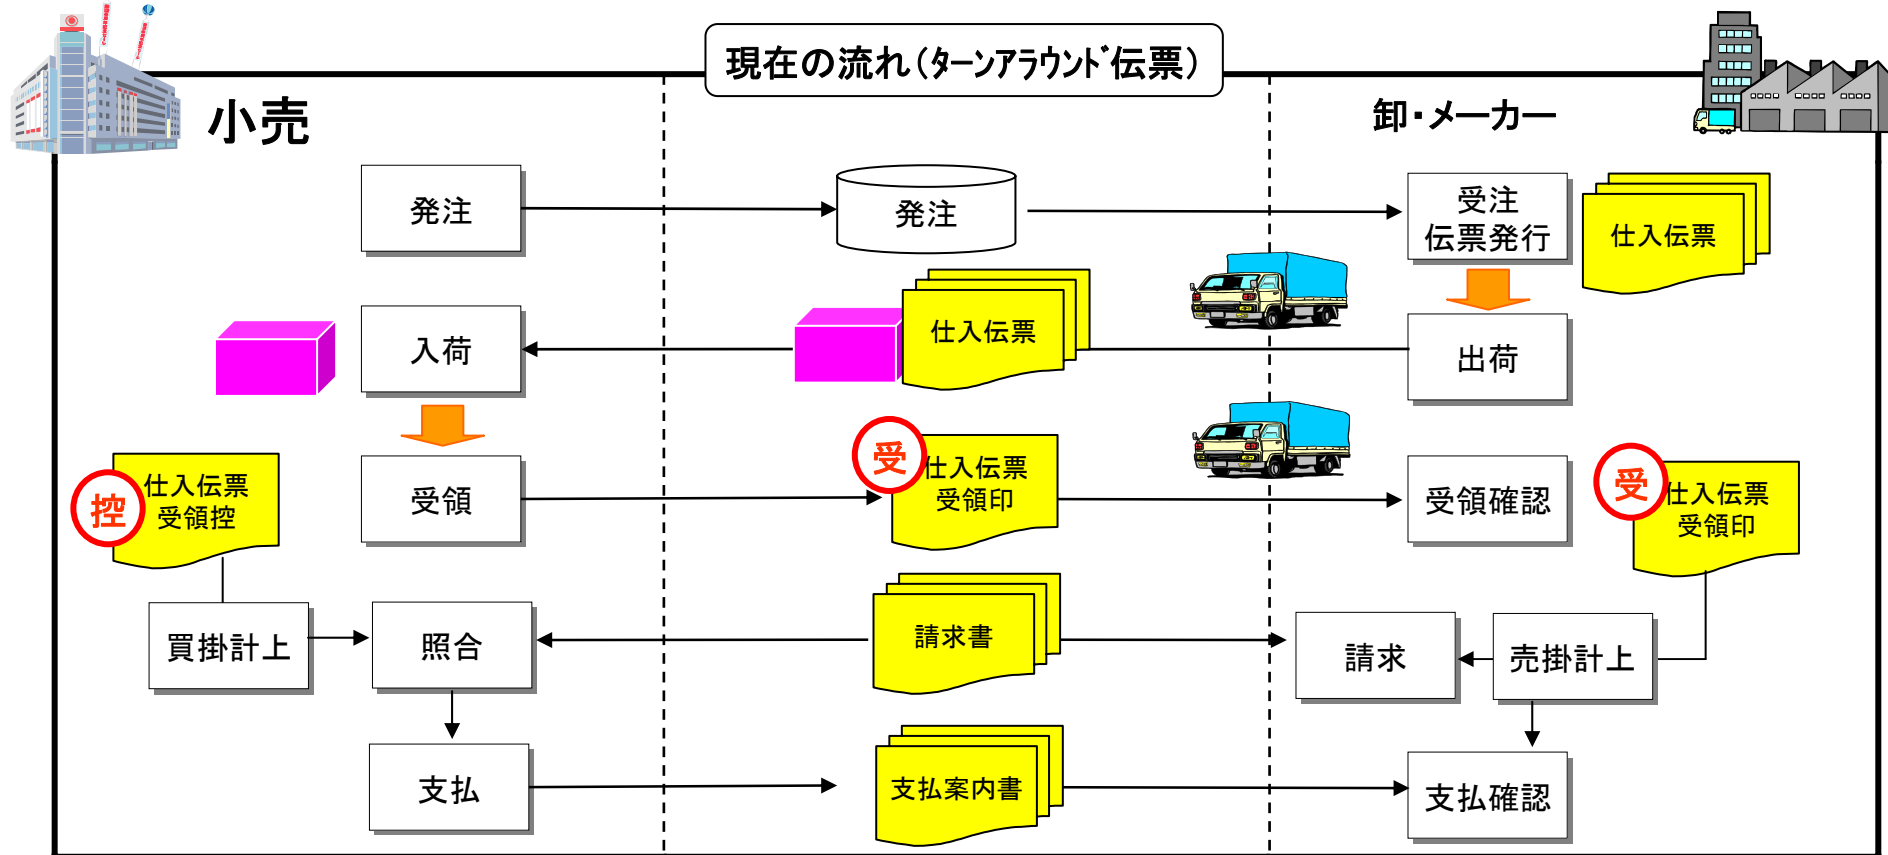 現在の流れ(ﾀｰﾝｱﾗｳﾝﾄﾞ伝票)
小売
卸・メーカー
発注
発注
受注
伝票発行
仕入伝票
入荷
仕入伝票
出荷
控
仕入伝票
受領控
受領
受
仕入伝票
受領印
受領確認
受
仕入伝票
受領印
買掛計上
照合
請求書
請求
売掛計上
支払
支払案内書
支払確認